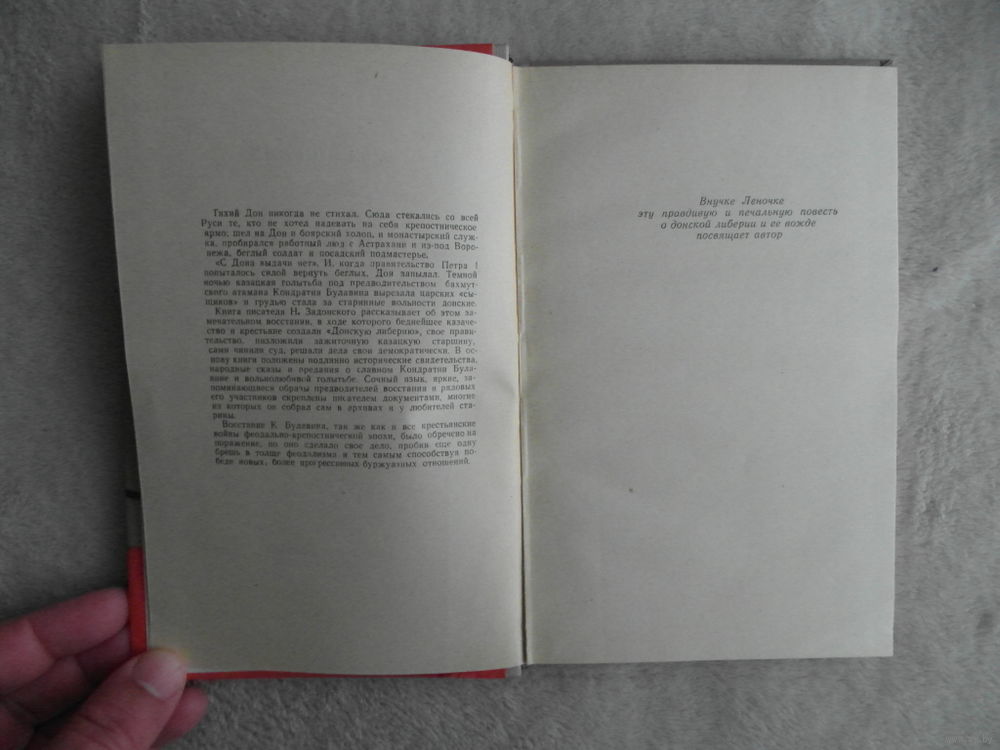 Тихий Дон никогда не стихал. Сюда стекались со всей
Руси те, кто не хотел надевать на себя крепостническое
ярмо; шел на Дон и боярский холоп, и монастырский служ-
ка, пробирался работный люд с Астрахани и из-под Воро-
нежа, беглый солдат и посадский подмастерье.
«С Дона выдачи нет». И, когда правительство Петра I
попыталось силой вернуть беглых, Дон запылал. Темной
ночью казацкая голытьба под предводительством бахмут-
ского атамана Кондратия Булавина вырезала царских «сы-
щиков» и грудью стала за старинные вольности донские.
Книга писателя Н. Задонского рассказывает об этом за-
мечательном восстании, в ходе которого беднейшее казаче-
ство и крестьяне создали «Донскую либерию», свое прави-
тельство, низложили зажиточную казацкую старшину,
сами чинили суд, решали дела свои демократически. В ос-
нову книги положены подлинно исторические свидетельства,
народные сказы и предания о славном Кондратии Була-
вине и вольнолюбивой голытьбе. Сочный язык, яркие, за-
поминающиеся образы предводителей восстания и рядовых
его участников скреплены писателем документами, многие
из которых он собрал сам в архивах и у любителей ста-
рины.
Восстание К. Булавина, так же как и все крестьянские
войны феодально-крепостнической эпохи, было обречено на
поражение, но оно сделало свое дело, пробив еще одну
брешь в толще феодализма и тем самым способствуя по-
беде новых, более прогрессивных буржуазных отношений.
Внучке Леночке
эту правдивую и печальную повесть
о донской либерии и ее вожде
посвящает автор